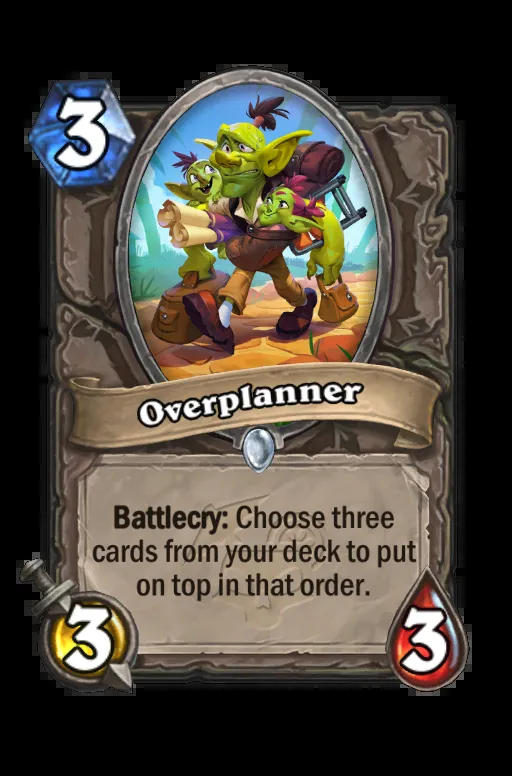 3
Overplanner
Battlecry: Choose three
cards from your deck to put
on top in that order.
3
3